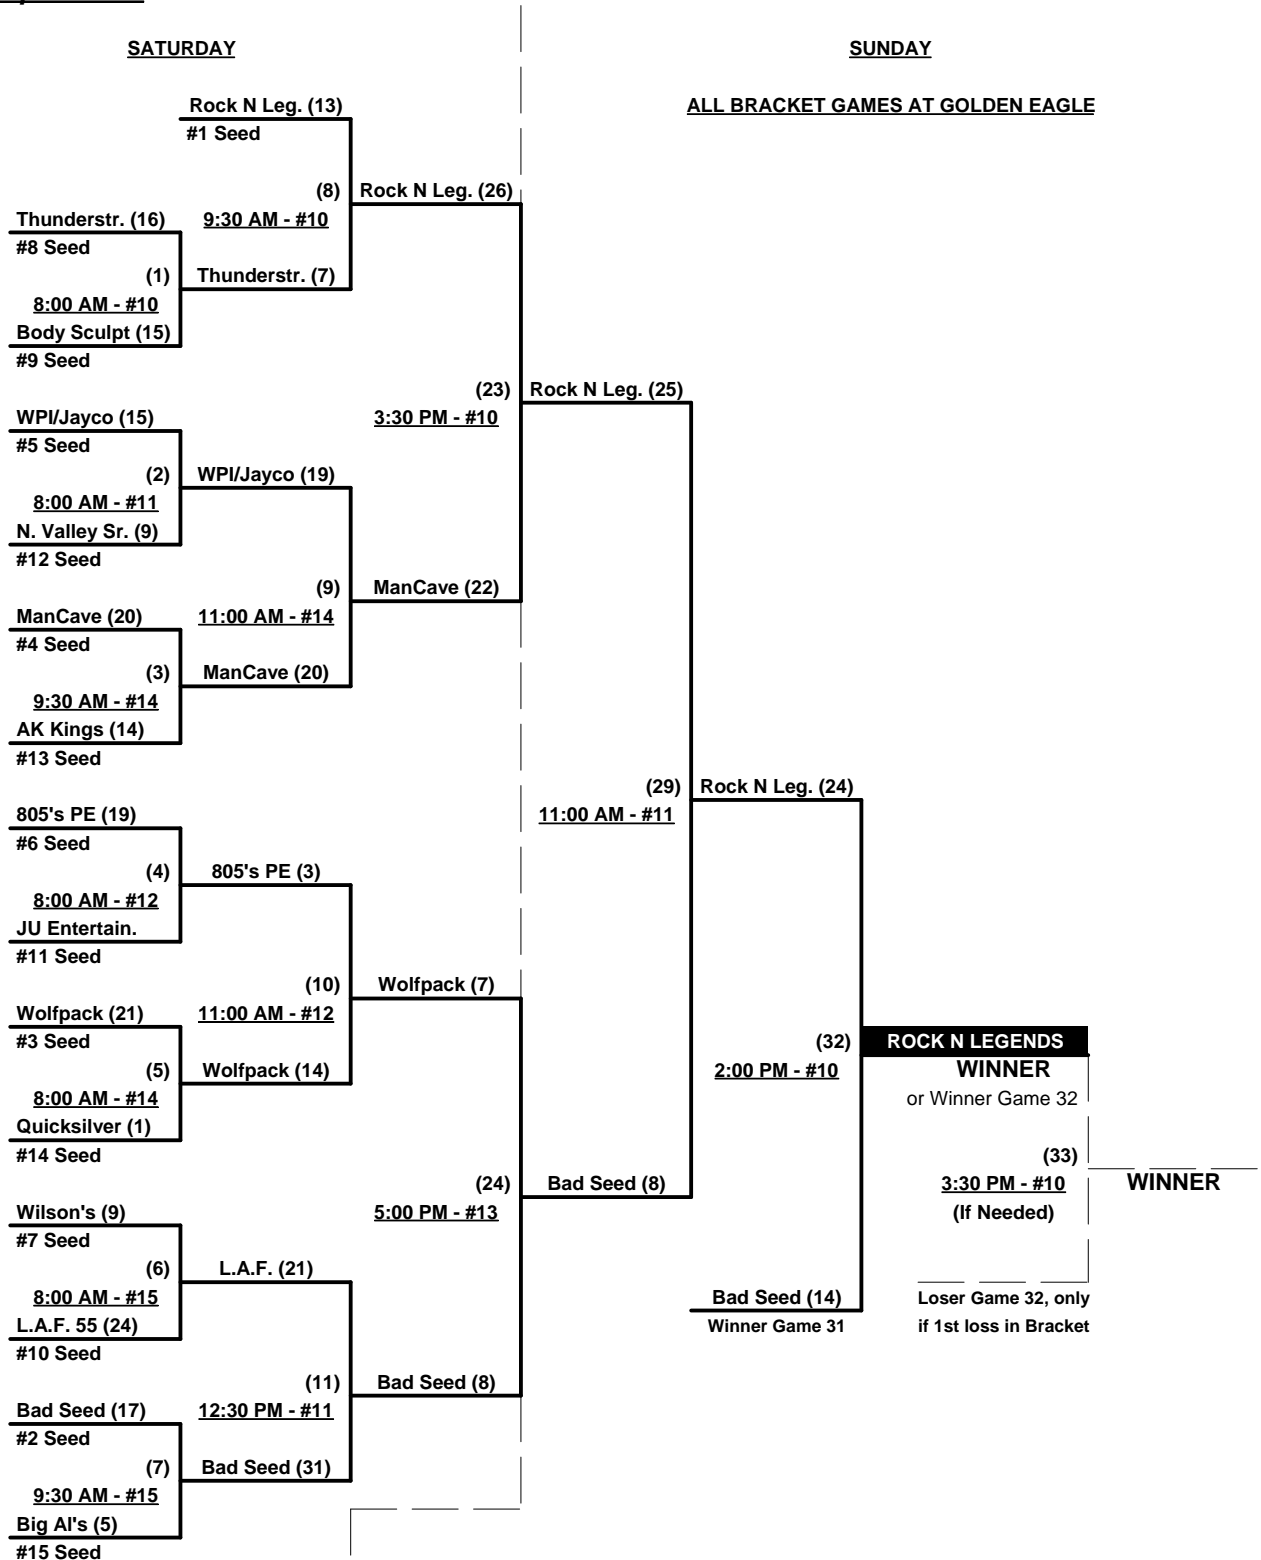 SATURDAY
SUNDAY
ALL BRACKET GAMES AT GOLDEN EAGLE
Rock N Leg. (13)
#1 Seed
(8)
9:30 AM - #10
Rock N Leg. (26)
Thunderstr. (16)
#8 Seed
(1)
8:00 AM - #10
Thunderstr. (7)
Body Sculpt (15)
#9 Seed
(23)
3:30 PM - #10
Rock N Leg. (25)
WPI/Jayco (15)
#5 Seed
(2)
8:00 AM - #11
WPI/Jayco (19)
N. Valley Sr. (9)
#12 Seed
(9)
11:00 AM - #14
ManCave (22)
ManCave (20)
#4 Seed
(3)
9:30 AM - #14
ManCave (20)
AK Kings (14)
#13 Seed
(29)
11:00 AM - #11
Rock N Leg. (24)
805's PE (19)
#6 Seed
(4)
8:00 AM - #12
805's PE (3)
JU Entertain.
#11 Seed
(10)
11:00 AM - #12
Wolfpack (7)
Wolfpack (21)
#3 Seed
(5)
8:00 AM - #14
Wolfpack (14)
Quicksilver (1)
#14 Seed
(32)
2:00 PM - #10
ROCK N LEGENDS
WINNER
or Winner Game 32
(33)
3:30 PM - #10
(If Needed)
WINNER
(24)
5:00 PM - #13
Bad Seed (8)
Wilson's (9)
#7 Seed
(6)
8:00 AM - #15
L.A.F. (21)
L.A.F. 55 (24)
#10 Seed
Bad Seed (14)
Winner Game 31
Loser Game 32, only
if 1st loss in Bracket
(11)
12:30 PM - #11
Bad Seed (8)
Bad Seed (17)
#2 Seed
(7)
9:30 AM - #15
Bad Seed (31)
Big Al's (5)
#15 Seed